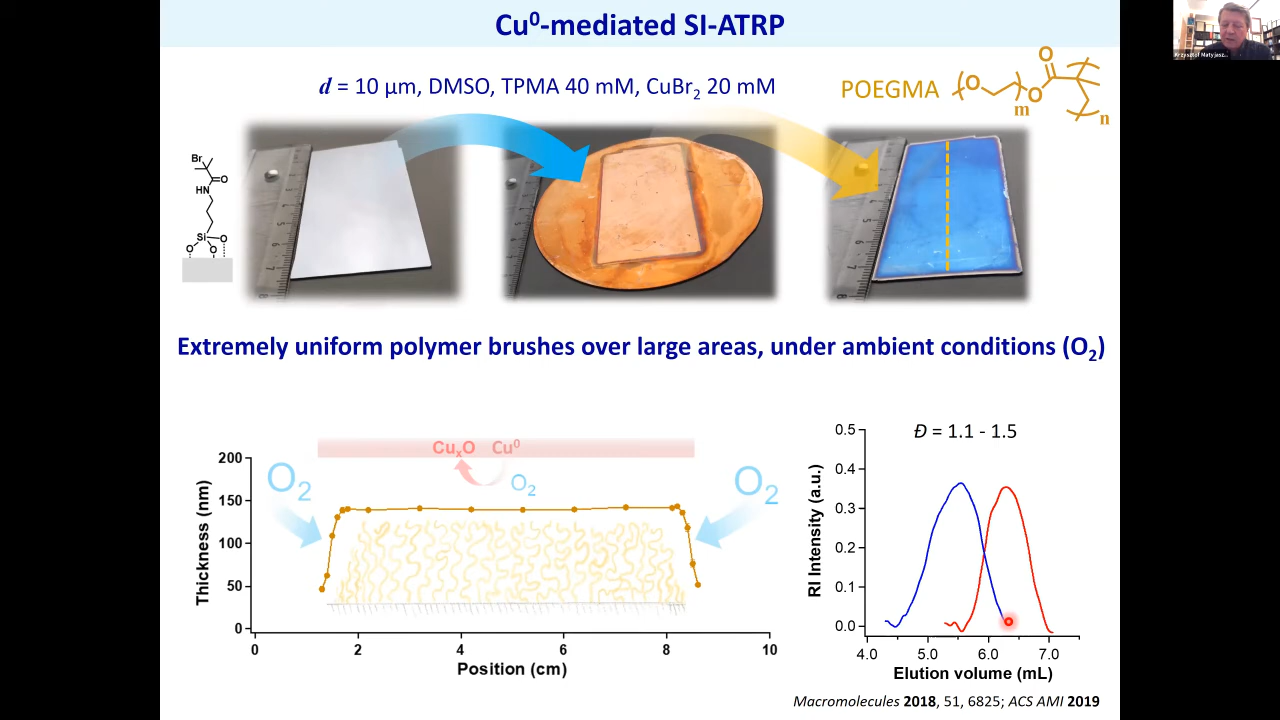 Cu⁰-mediated SI-ATRP
Krzysztof Matyjasz...
d = 10 µm, DMSO, TPMA 40 mM, CuBr₂ 20 mM
POEGMA
O
O
O
m
n
Br
O
HN
Si
O
O
O
Extremely uniform polymer brushes over large areas, under ambient conditions (O₂)
CuₓO Cu⁰
O₂
O₂
O₂
Thickness (nm)
200
150
100
50
0
0 2 4 6 8 10
Position (cm)
Đ = 1.1 - 1.5
RI Intensity (a.u.)
0.5
0.4
0.3
0.2
0.1
0.0
4.0 5.0 6.0 7.0
Elution volume (mL)
Macromolecules 2018, 51, 6825; ACS AMI 2019